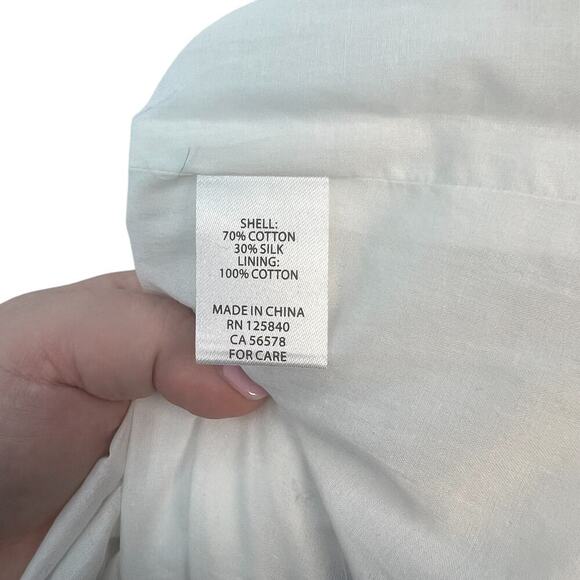 SHELL:
70% COTTON
30% SILK
LINING:
100% COTTON
MADE IN CHINA
RN 125840
CA 56578
FOR CARE